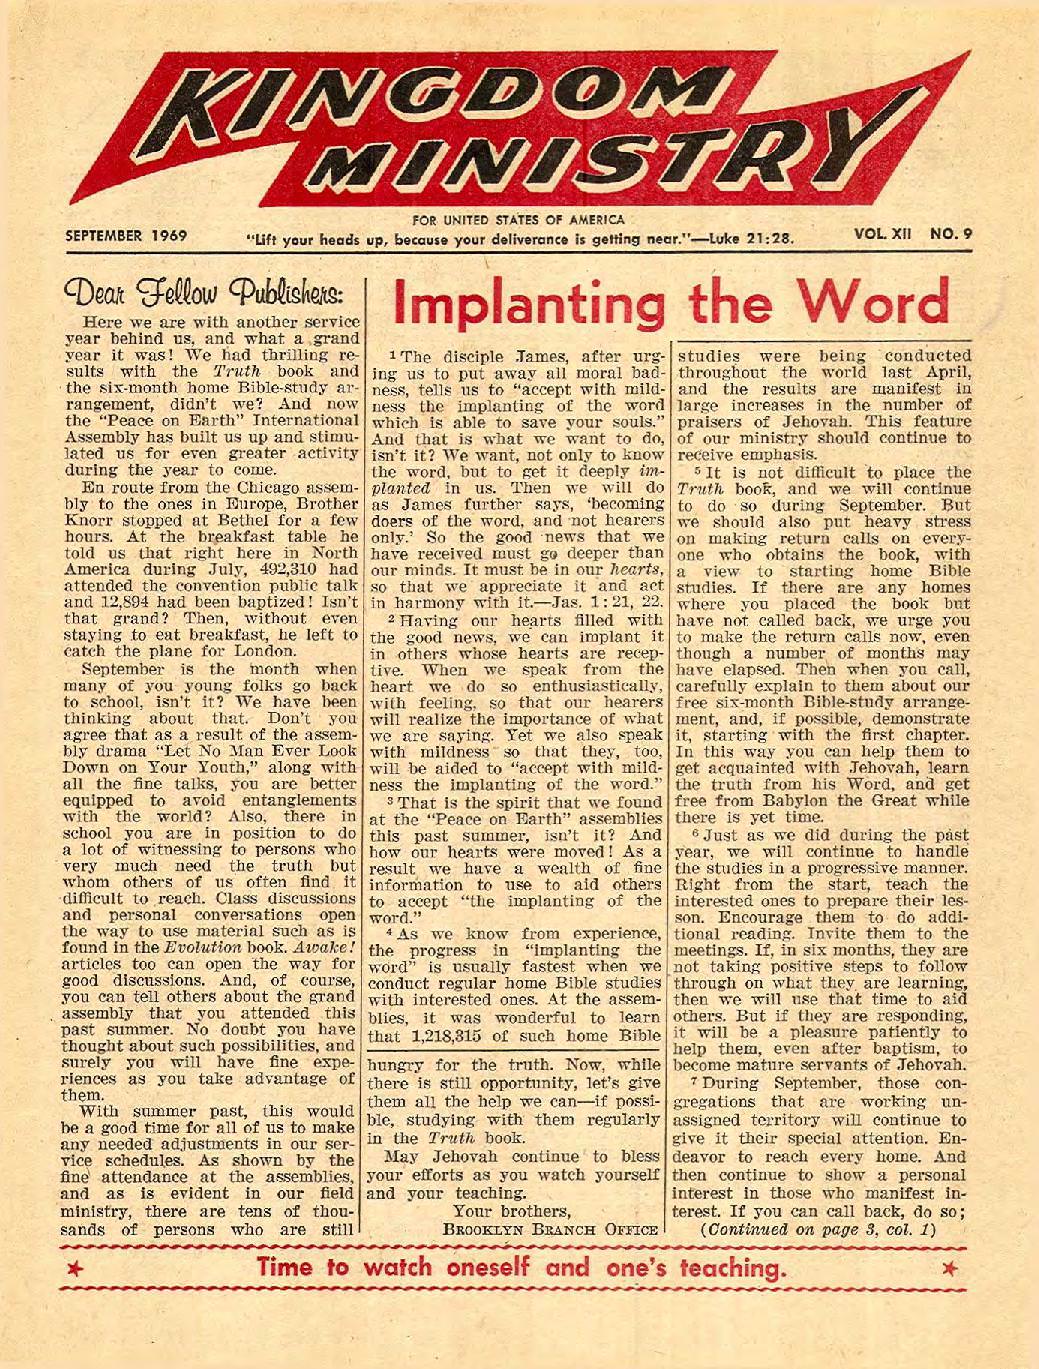 KINGDOM
MINISTRY
FOR UNITED STATES OF AMERICA
SEPTEMBER 1969
"Lift your heads up, because your deliverance is getting near."—Luke 21:28.
VOL. XII NO. 9
Dear Fellow Publishers:
Here we are with another service
year behind us, and what a grand
year it was! We had thrilling re-
sults with the Truth book and
the six-month home Bible-study ar-
rangement, didn't we? And now
the "Peace on Earth" International
Assembly has built us up and stimu-
lated us for even greater activity
during the year to come.
En route from the Chicago assem-
bly to the ones in Europe, Brother
Knorr stopped at Bethel for a few
hours. At the breakfast table he
told us that right here in North
America during July, 492,310 had
attended the convention public talk
and 12,894 had been baptized! Isn't
that grand? Then, without even
staying to eat breakfast, he left to
catch the plane for London.
September is the month when
many of you young folks go back
to school, isn't it? We have been
thinking about that. Don't you
agree that as a result of the assem-
bly drama "Let No Man Ever Look
Down on Your Youth," along with
all the fine talks, you are better
equipped to avoid entanglements
with the world? Also, there in
school you are in position to do
a lot of witnessing to persons who
very much need the truth but
whom others of us often find it
difficult to reach. Class discussions
and personal conversations open
the way to use material such as is
found in the Evolution book. Awake!
articles too can open the way for
good discussions. And, of course,
you can tell others about the grand
assembly that you attended this
past summer. No doubt you have
thought about such possibilities, and
surely you will have fine expe-
riences as you take advantage of
them.
With summer past, this would
be a good time for all of us to make
any needed adjustments in our ser-
vice schedules. As shown by the
fine attendance at the assemblies,
and as is evident in our field
ministry, there are tens of thou-
sands of persons who are still
hungry for the truth. Now, while
there is still opportunity, let's give
them all the help we can—if possi-
ble, studying with them regularly
in the Truth book.
May Jehovah continue to bless
your efforts as you watch yourself
and your teaching.
Your brothers,
BROOKLYN BRANCH OFFICE
Implanting the Word
1 The disciple James, after urg-
ing us to put away all moral bad-
ness, tells us to "accept with mild-
ness the implanting of the word
which is able to save your souls."
And that is what we want to do,
isn't it? We want, not only to know
the word, but to get it deeply im-
planted in us. Then we will do
as James further says, 'becoming
doers of the word, and not hearers
only.' So the good news that we
have received must go deeper than
our minds. It must be in our hearts,
so that we appreciate it and act
in harmony with it.—Jas. 1:21, 22.
2 Having our hearts filled with
the good news, we can implant it
in others whose hearts are recep-
tive. When we speak from the
heart we do so enthusiastically,
with feeling, so that our hearers
will realize the importance of what
we are saying. Yet we also speak
with mildness so that they, too,
will be aided to "accept with mild-
ness the implanting of the word."
3 That is the spirit that we found
at the "Peace on Earth" assemblies
this past summer, isn't it? And
how our hearts were moved! As a
result we have a wealth of fine
information to use to aid others
to accept "the implanting of the
word."
4 As we know from experience,
the progress in "implanting the
word" is usually fastest when we
conduct regular home Bible studies
with interested ones. At the assem-
blies, it was wonderful to learn
that 1,218,315 of such home Bible
studies were being conducted
throughout the world last April,
and the results are manifest in
large increases in the number of
praisers of Jehovah. This feature
of our ministry should continue to
receive emphasis.
5 It is not difficult to place the
Truth book, and we will continue
to do so during September. But
we should also put heavy stress
on making return calls on every-
one who obtains the book, with
a view to starting home Bible
studies. If there are any homes
where you placed the book but
have not called back, we urge you
to make the return calls now, even
though a number of months may
have elapsed. Then when you call,
carefully explain to them about our
free six-month Bible-study arrange-
ment, and, if possible, demonstrate
it, starting with the first chapter.
In this way you can help them to
get acquainted with Jehovah, learn
the truth from his Word, and get
free from Babylon the Great while
there is yet time.
6 Just as we did during the past
year, we will continue to handle
the studies in a progressive manner.
Right from the start, teach the
interested ones to prepare their les-
son. Encourage them to do addi-
tional reading. Invite them to the
meetings. If, in six months, they are
not taking positive steps to follow
through on what they are learning,
then we will use that time to aid
others. But if they are responding,
it will be a pleasure patiently to
help them, even after baptism, to
become mature servants of Jehovah.
7 During September, those con-
gregations that are working un-
assigned territory will continue to
give it their special attention. En-
deavor to reach every home. And
then continue to show a personal
interest in those who manifest in-
terest. If you can call back, do so;
(Continued on page 3, col. 1)
★ Time to watch oneself and one's teaching. ★